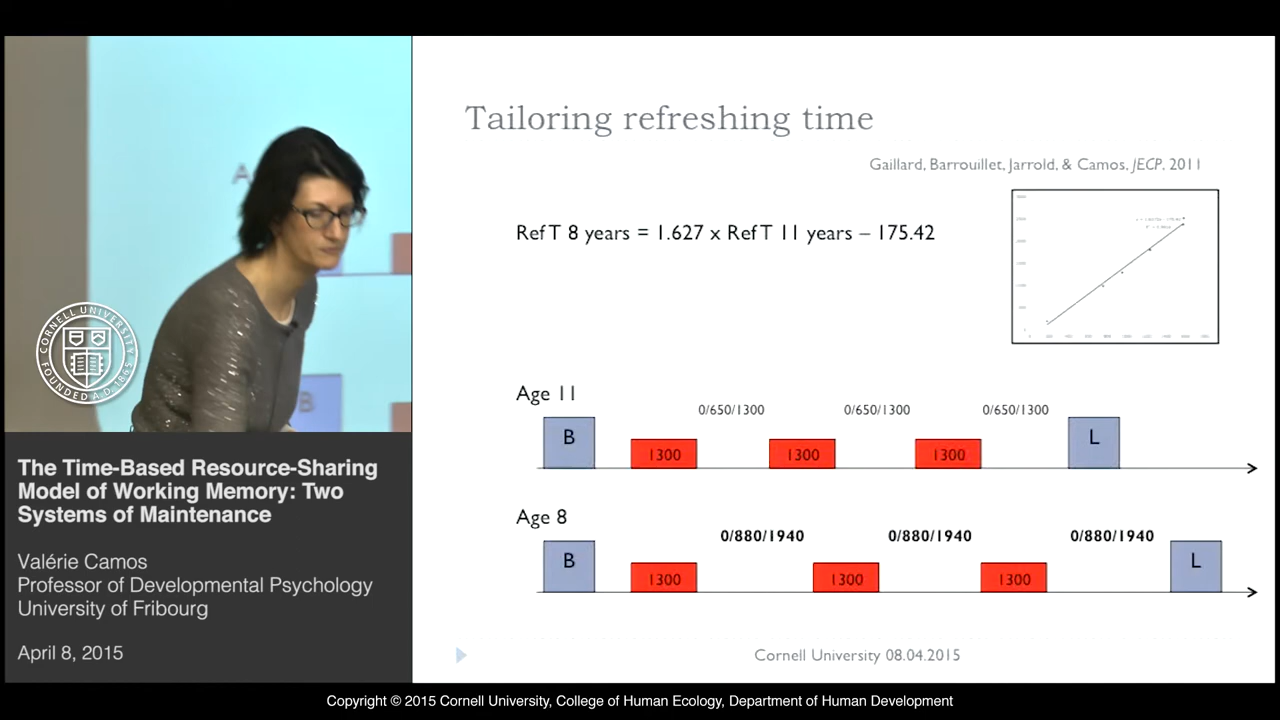 Tailoring refreshing time
Gaillard, Barrouillet, Jarrold, & Camos, JECP, 2011
RefT 8 years = 1.627 x RefT 11 years – 175.42
Age 11
0/650/1300 0/650/1300 0/650/1300
B 1300 1300 1300 L
Age 8
0/880/1940 0/880/1940 0/880/1940
B 1300 1300 1300 L
Cornell University 08.04.2015
CORNELL UNIVERSITY
FOUNDED A.D. 1865
B
The Time-Based Resource-Sharing
Model of Working Memory: Two
Systems of Maintenance
Valérie Camos
Professor of Developmental Psychology
University of Fribourg
April 8, 2015
Copyright © 2015 Cornell University, College of Human Ecology, Department of Human Development